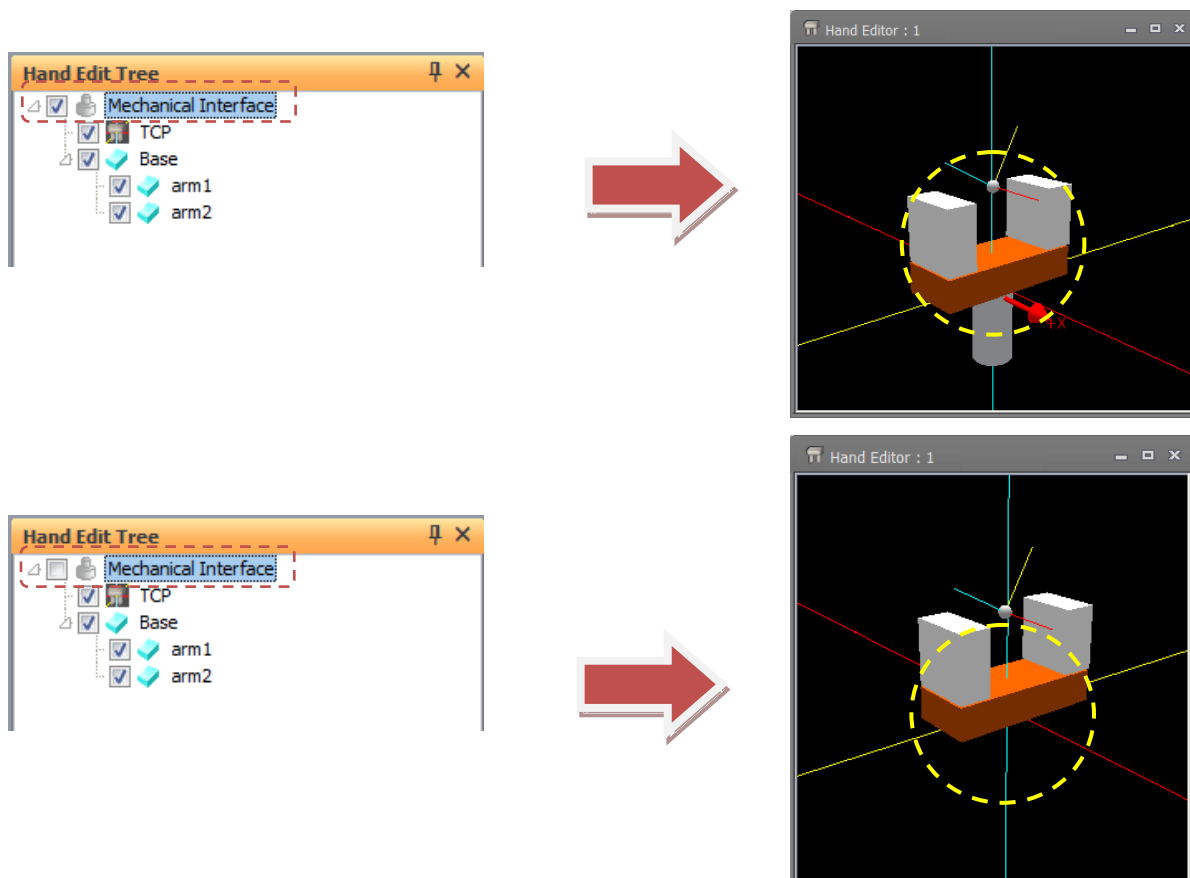 Hand Editor : 1
Hand Edit Tree
Mechanical Interface
TCP
Base
arm1
arm2
+X
Hand Editor : 1
Hand Edit Tree
Mechanical Interface
TCP
Base
arm1
arm2